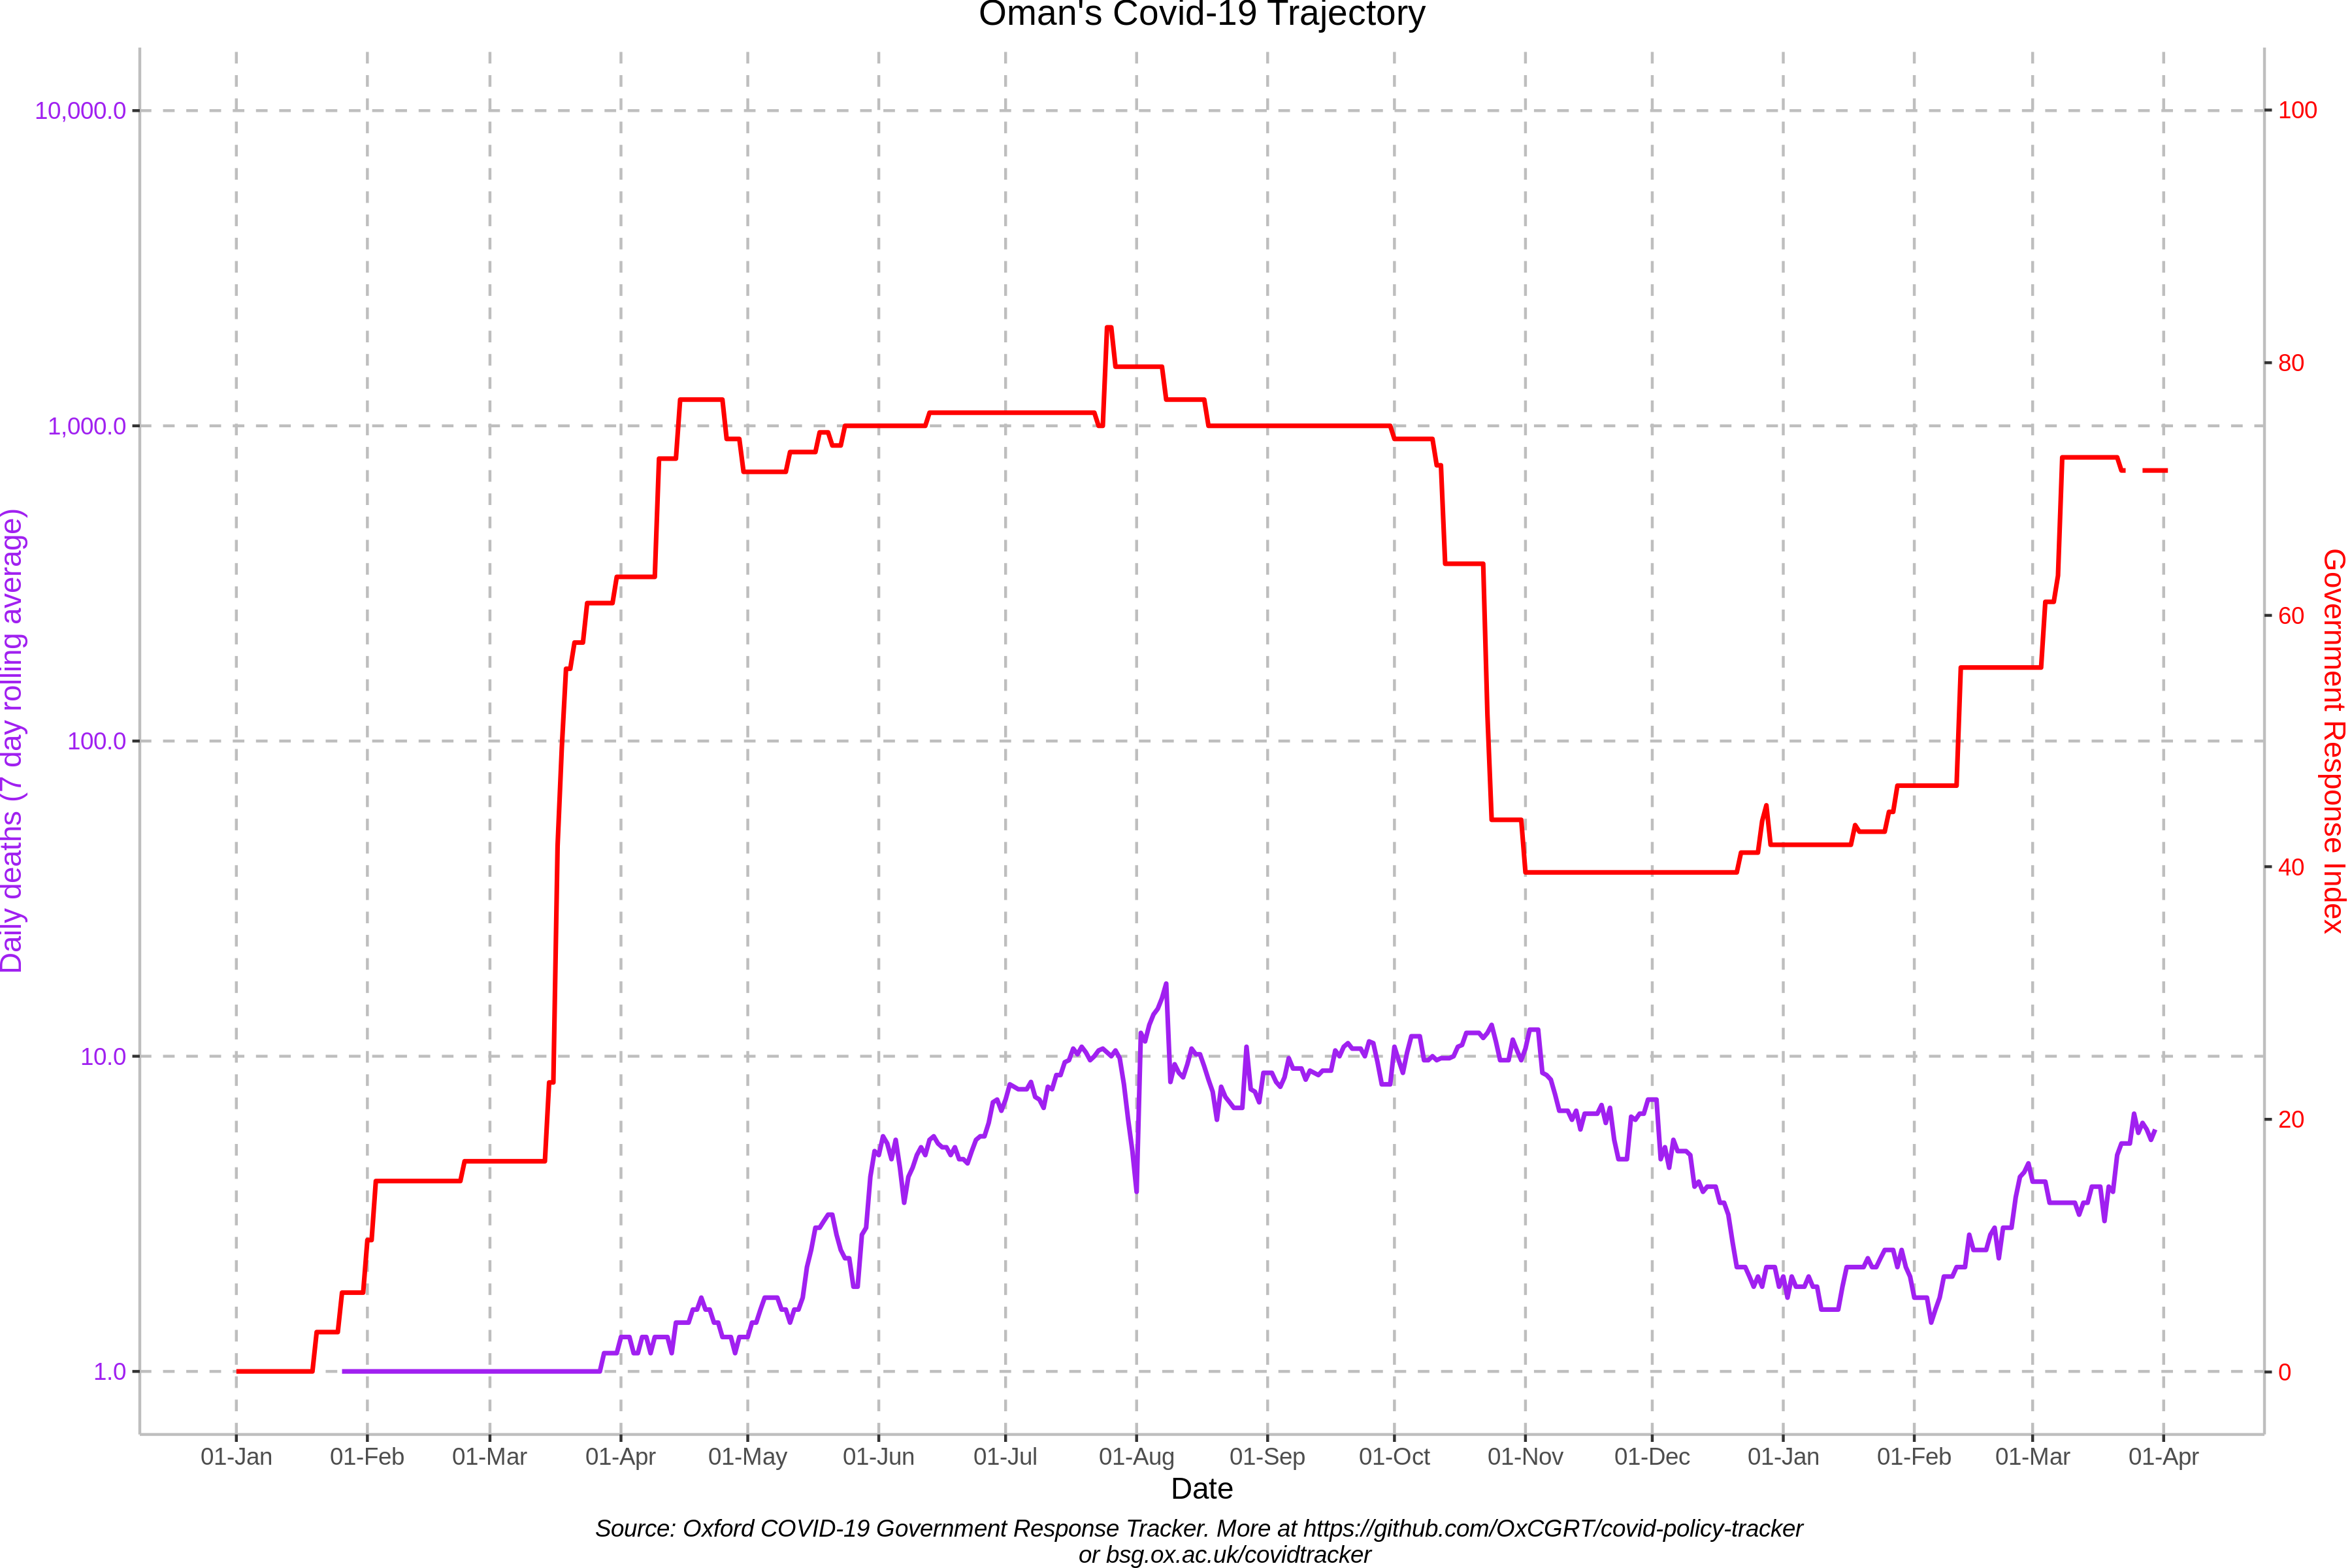 Oman's Covid-19 Trajectory
Daily deaths (7 day rolling average)
10,000.0
1,000.0
100.0
10.0
1.0
100
80
60
40
20
0
Government Response Index
01-Jan 01-Feb 01-Mar 01-Apr 01-May 01-Jun 01-Jul 01-Aug 01-Sep 01-Oct 01-Nov 01-Dec 01-Jan 01-Feb 01-Mar 01-Apr
Date
Source: Oxford COVID-19 Government Response Tracker. More at https://github.com/OxCGRT/covid-policy-tracker
or bsg.ox.ac.uk/covidtracker